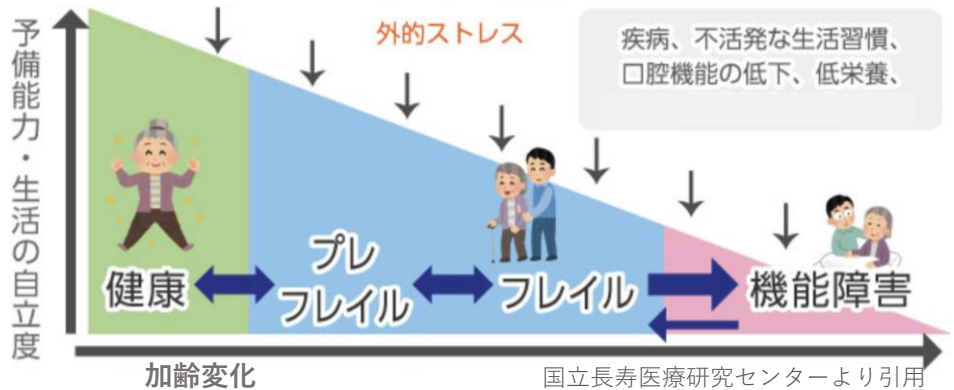 予備能力・生活の自立度
外的ストレス
疾病、不活発な生活習慣、
口腔機能の低下、低栄養、
健康
プレ
フレイル
フレイル
機能障害
加齢変化
国立長寿医療研究センターより引用